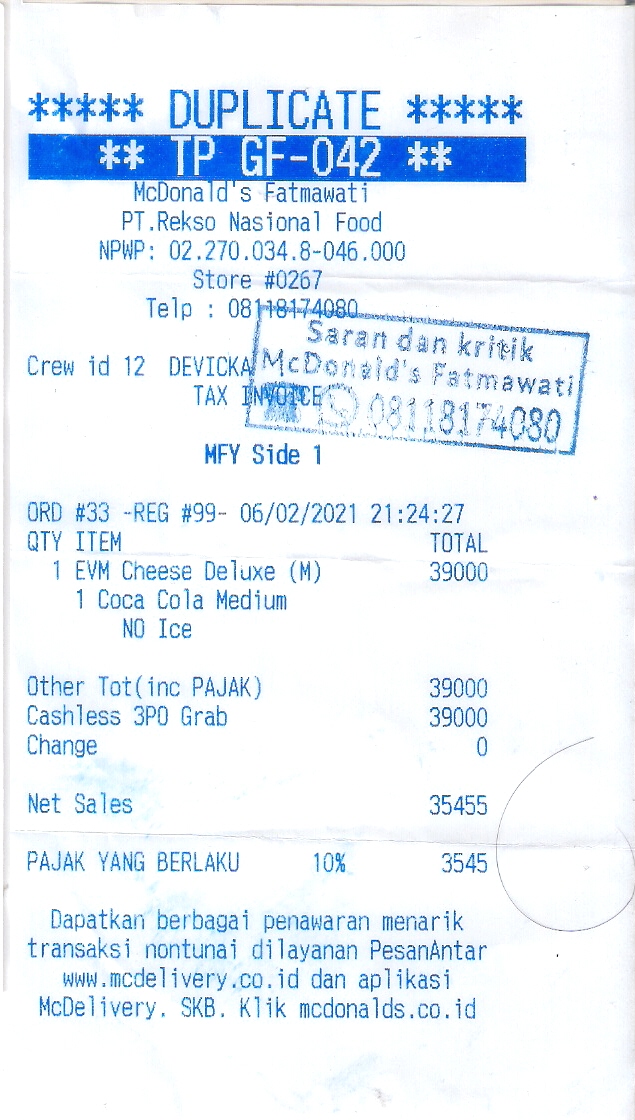 ***** DUPLICATE *****
** TP GF-042 **
McDonald's Fatmawati
PT.Rekso Nasional Food
NPWP: 02.270.034.8-046.000
Store #0267
Telp : 08118174080
Saran dan kritik
McDonald's Fatmawati
08118174080
Crew id 12 DEVICKA
TAX INVOICE
MFY Side 1
ORD #33 -REG #99- 06/02/2021 21:24:27
QTY ITEM TOTAL
1 EVM Cheese Deluxe (M) 39000
1 Coca Cola Medium
NO Ice
Other Tot(inc PAJAK) 39000
Cashless 3PO Grab 39000
Change 0
Net Sales 35455
PAJAK YANG BERLAKU 10% 3545
Dapatkan berbagai penawaran menarik
transaksi nontunai dilayanan PesanAntar
www.mcdelivery.co.id dan aplikasi
McDelivery. SKB. Klik mcdonalds.co.id